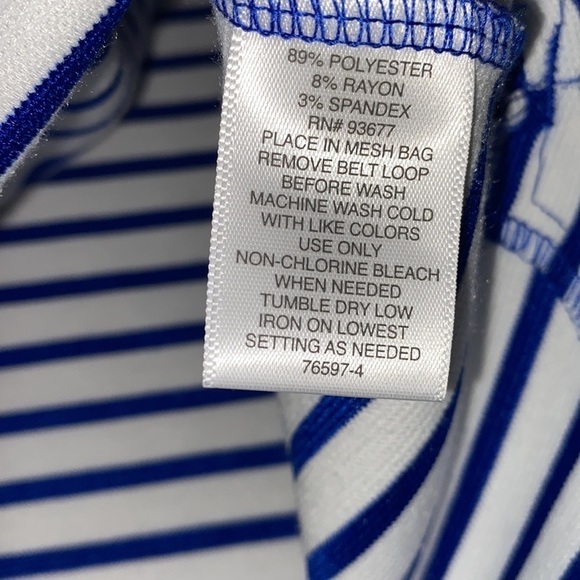 89% POLYESTER
8% RAYON
3% SPANDEX
RN# 93677
PLACE IN MESH BAG
REMOVE BELT LOOP
BEFORE WASH
MACHINE WASH COLD
WITH LIKE COLORS
USE ONLY
NON-CHLORINE BLEACH
WHEN NEEDED
TUMBLE DRY LOW
IRON ON LOWEST
SETTING AS NEEDED
76597-4